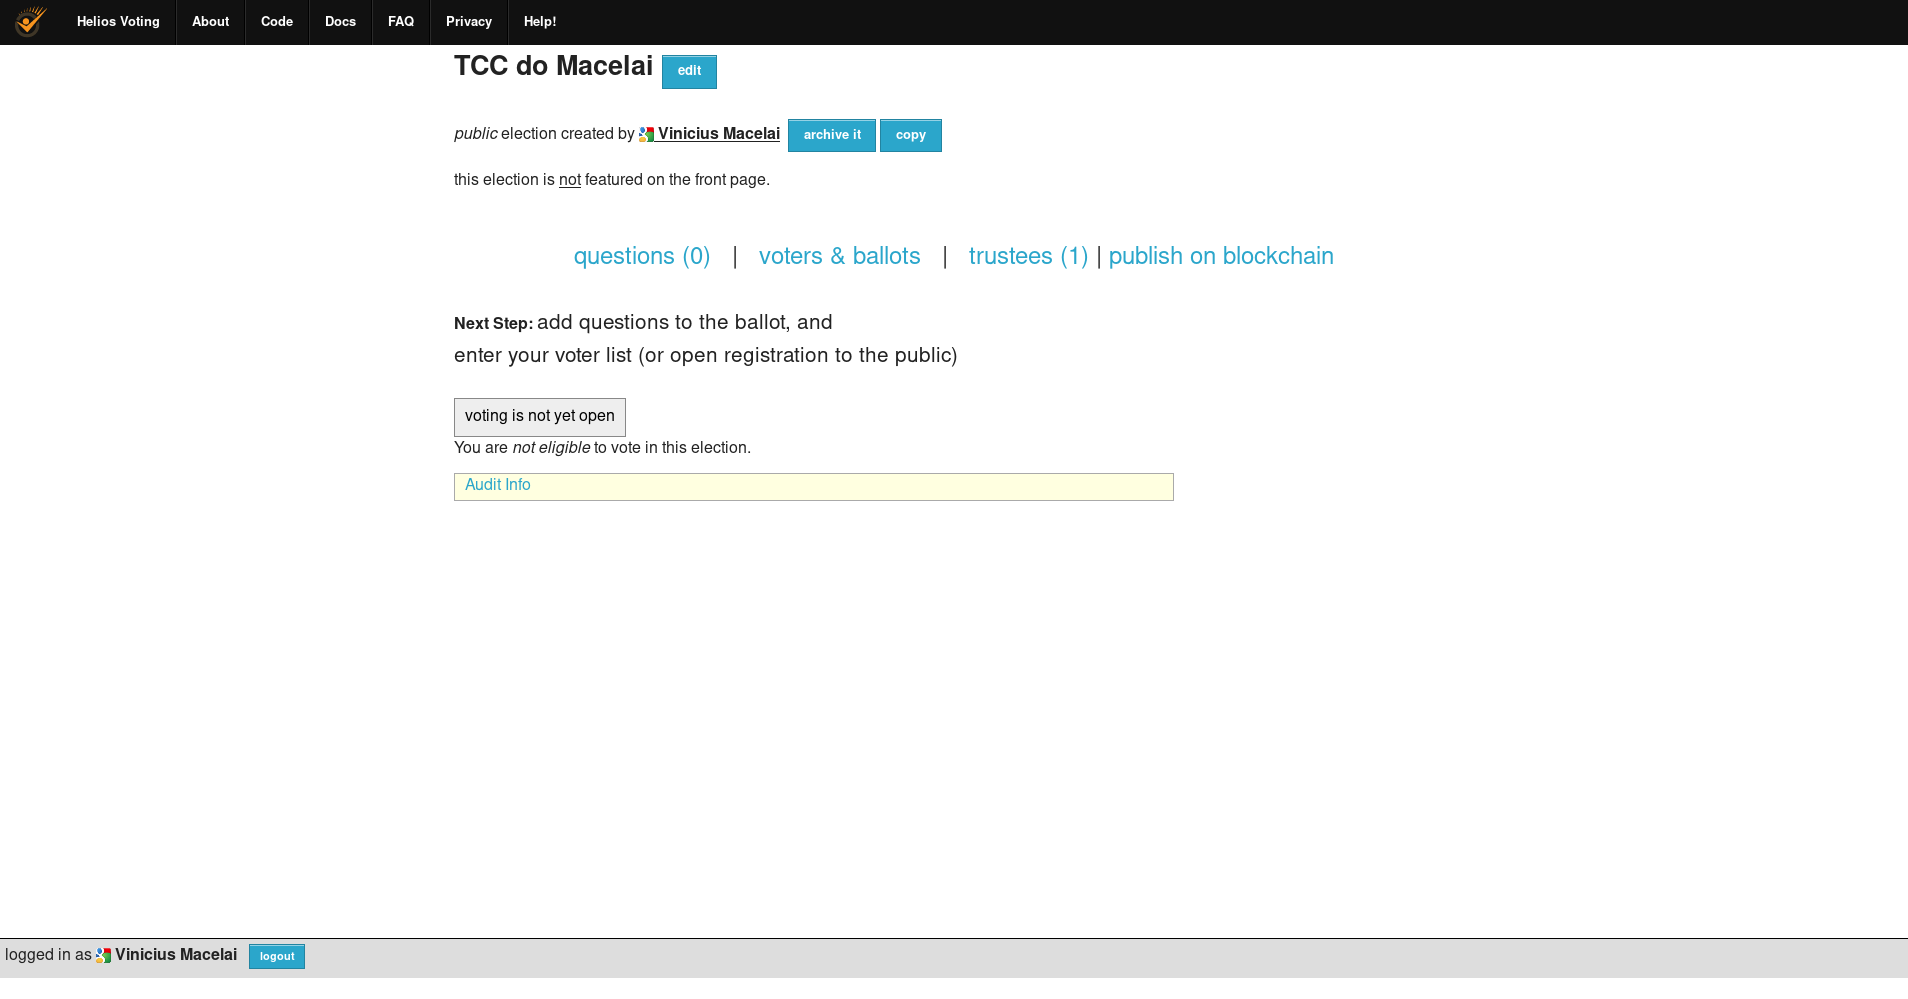 Helios Voting About Code Docs FAQ Privacy Help!
TCC do Macelai edit
public election created by Vinicius Macelai archive it copy
this election is not featured on the front page.
questions (0) | voters & ballots | trustees (1) | publish on blockchain
Next Step: add questions to the ballot, and
enter your voter list (or open registration to the public)
voting is not yet open
You are not eligible to vote in this election.
Audit Info
logged in as Vinicius Macelai logout